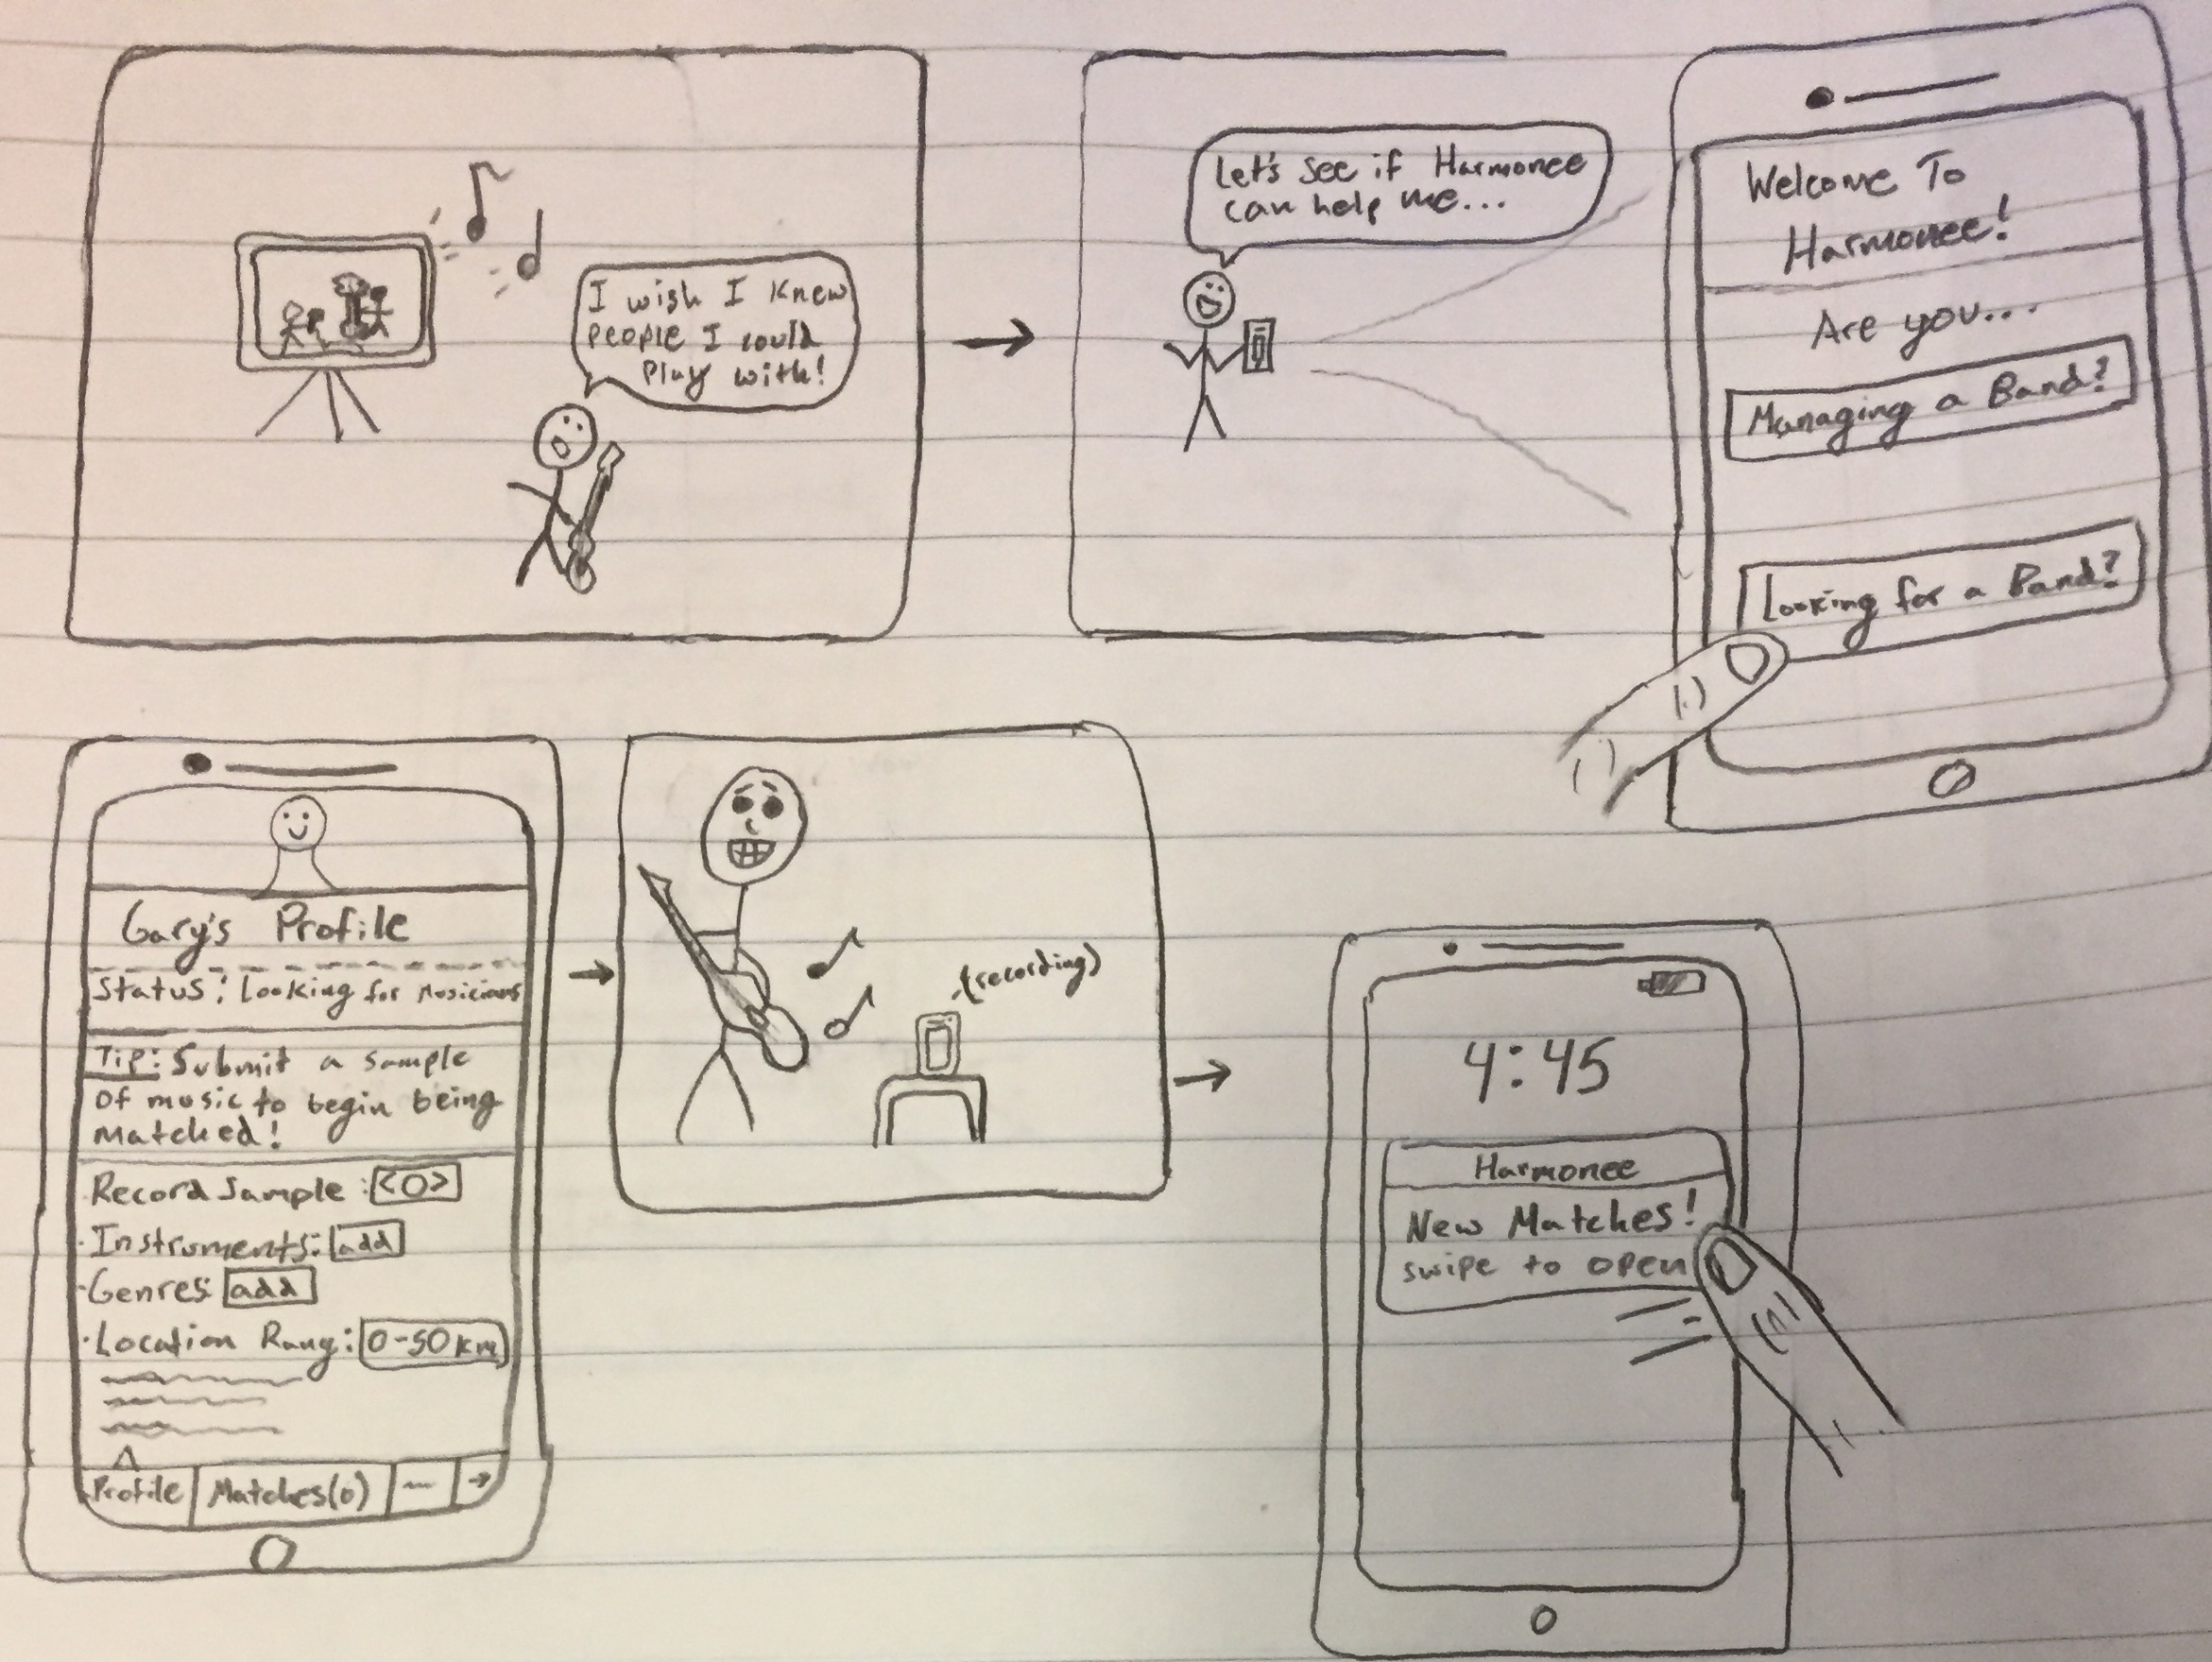 I wish I knew
people I could
play with!
Let's see if Harmonee
can help me...
Welcome To
Harmonee!
Are you...
Managing a Band?
Looking for a Band?
Gary's Profile
Status: Looking for Musicians
Tip: Submit a sample
of music to begin being
matched!
Record Sample: <O>
· Instruments: add
· Genres: add
· Location Rang: 0-50 km
Profile Matches(0) — →
(recording)
4:45
Harmonee
New Matches!
swipe to open